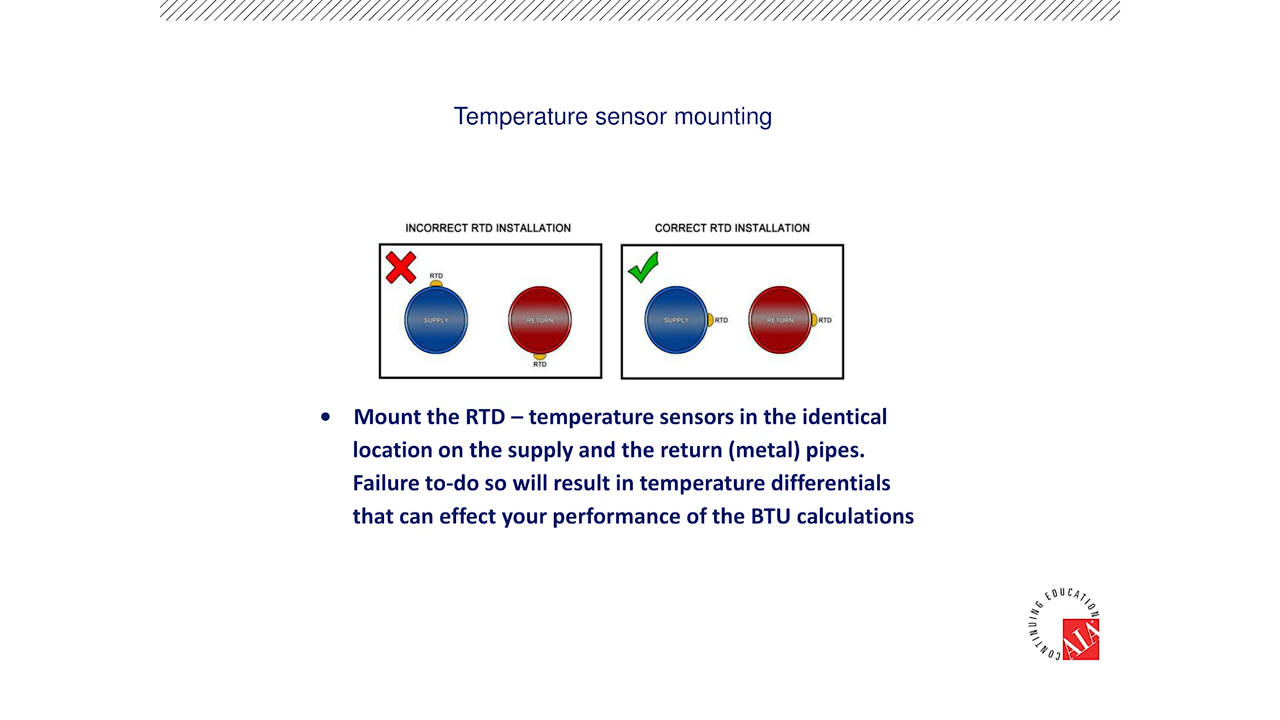 Temperature sensor mounting
INCORRECT RTD INSTALLATION
RTD
SUPPLY
RETURN
RTD
CORRECT RTD INSTALLATION
SUPPLY
RTD
RETURN
RTD
• Mount the RTD – temperature sensors in the identical
location on the supply and the return (metal) pipes.
Failure to-do so will result in temperature differentials
that can effect your performance of the BTU calculations
CONTINUING EDUCATION
AIA